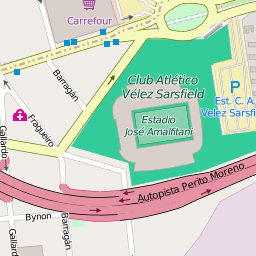 Carrefour
Barragán
Club Atlético
Vélez Sarsfield
P
Est. C. A.
Velez Sarsfield
Fragueiro
Gallardo
Estadio
José Amalfitani
Autopista Perito Moreno
Bynon
Barragán
Gallardo